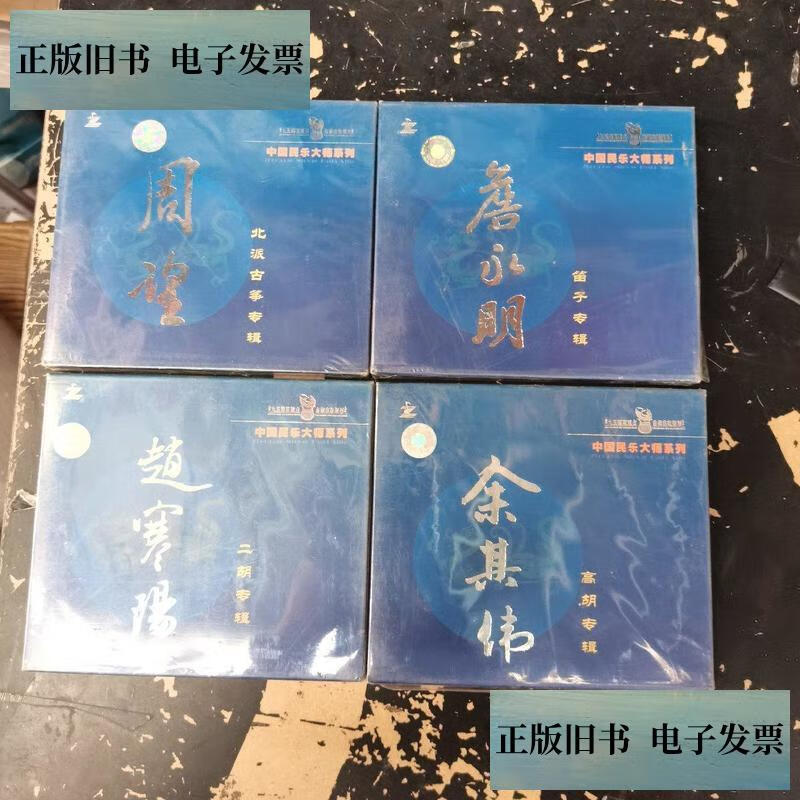 正版旧书 电子发票
中国民乐大师系列
周望
北派古筝专辑
中国民乐大师系列
詹永明
笛子专辑
中国民乐大师系列
趙寒陽
二胡专辑
中国民乐大师系列
余其伟
高胡专辑
正版旧书 电子发票